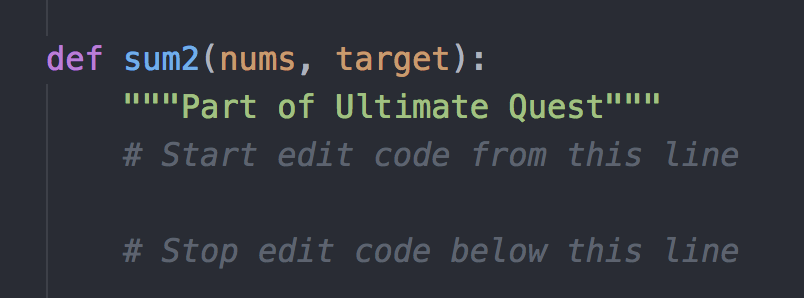 def sum2(nums, target):
"""Part of Ultimate Quest"""
# Start edit code from this line
# Stop edit code below this line